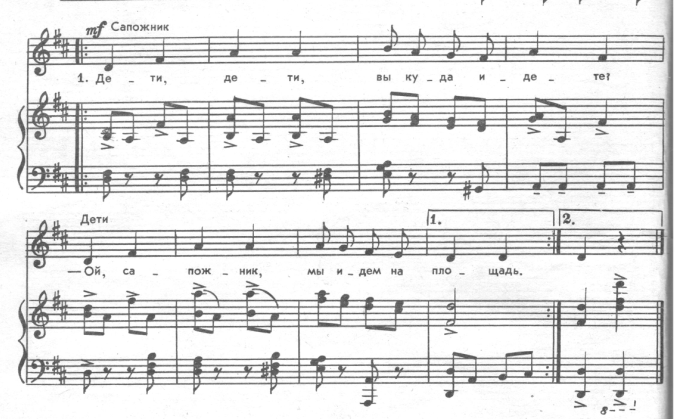 mf Сапожник
1. Де - ти, де - ти, вы ку - да и - де - те?
Дети 1. 2.
— Ой, са - пож - ник, мы и - дем на пло - щадь.
8 - - - !